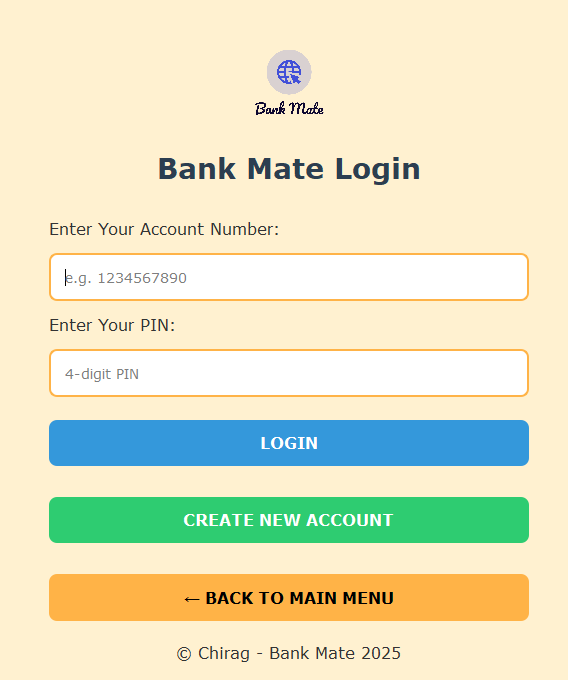 Bank Mate
Bank Mate Login
Enter Your Account Number:
e.g. 1234567890
Enter Your PIN:
4-digit PIN
LOGIN
CREATE NEW ACCOUNT
← BACK TO MAIN MENU
© Chirag - Bank Mate 2025